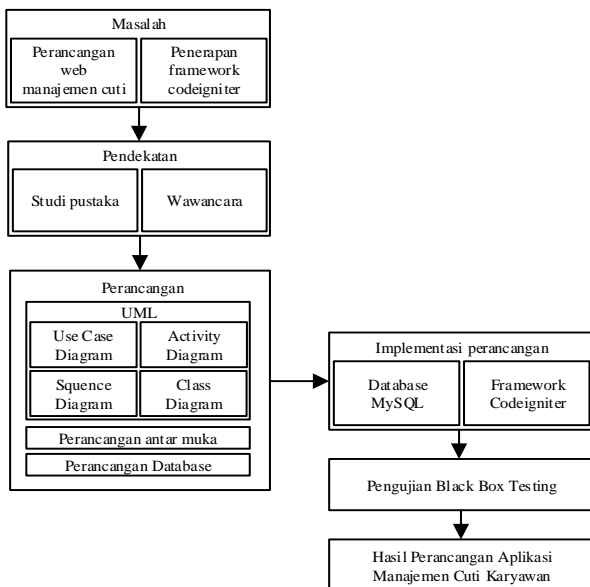 Masalah
Perancangan
web
manajemen cuti
Penerapan
framework
codeigniter
Pendekatan
Studi pustaka
Wawancara
Perancangan
UML
Use Case
Diagram
Activity
Diagram
Squence
Diagram
Class
Diagram
Perancangan antar muka
Perancangan Database
Implementasi perancangan
Database
MySQL
Framework
Codeigniter
Pengujian Black Box Testing
Hasil Perancangan Aplikasi
Manajemen Cuti Karyawan